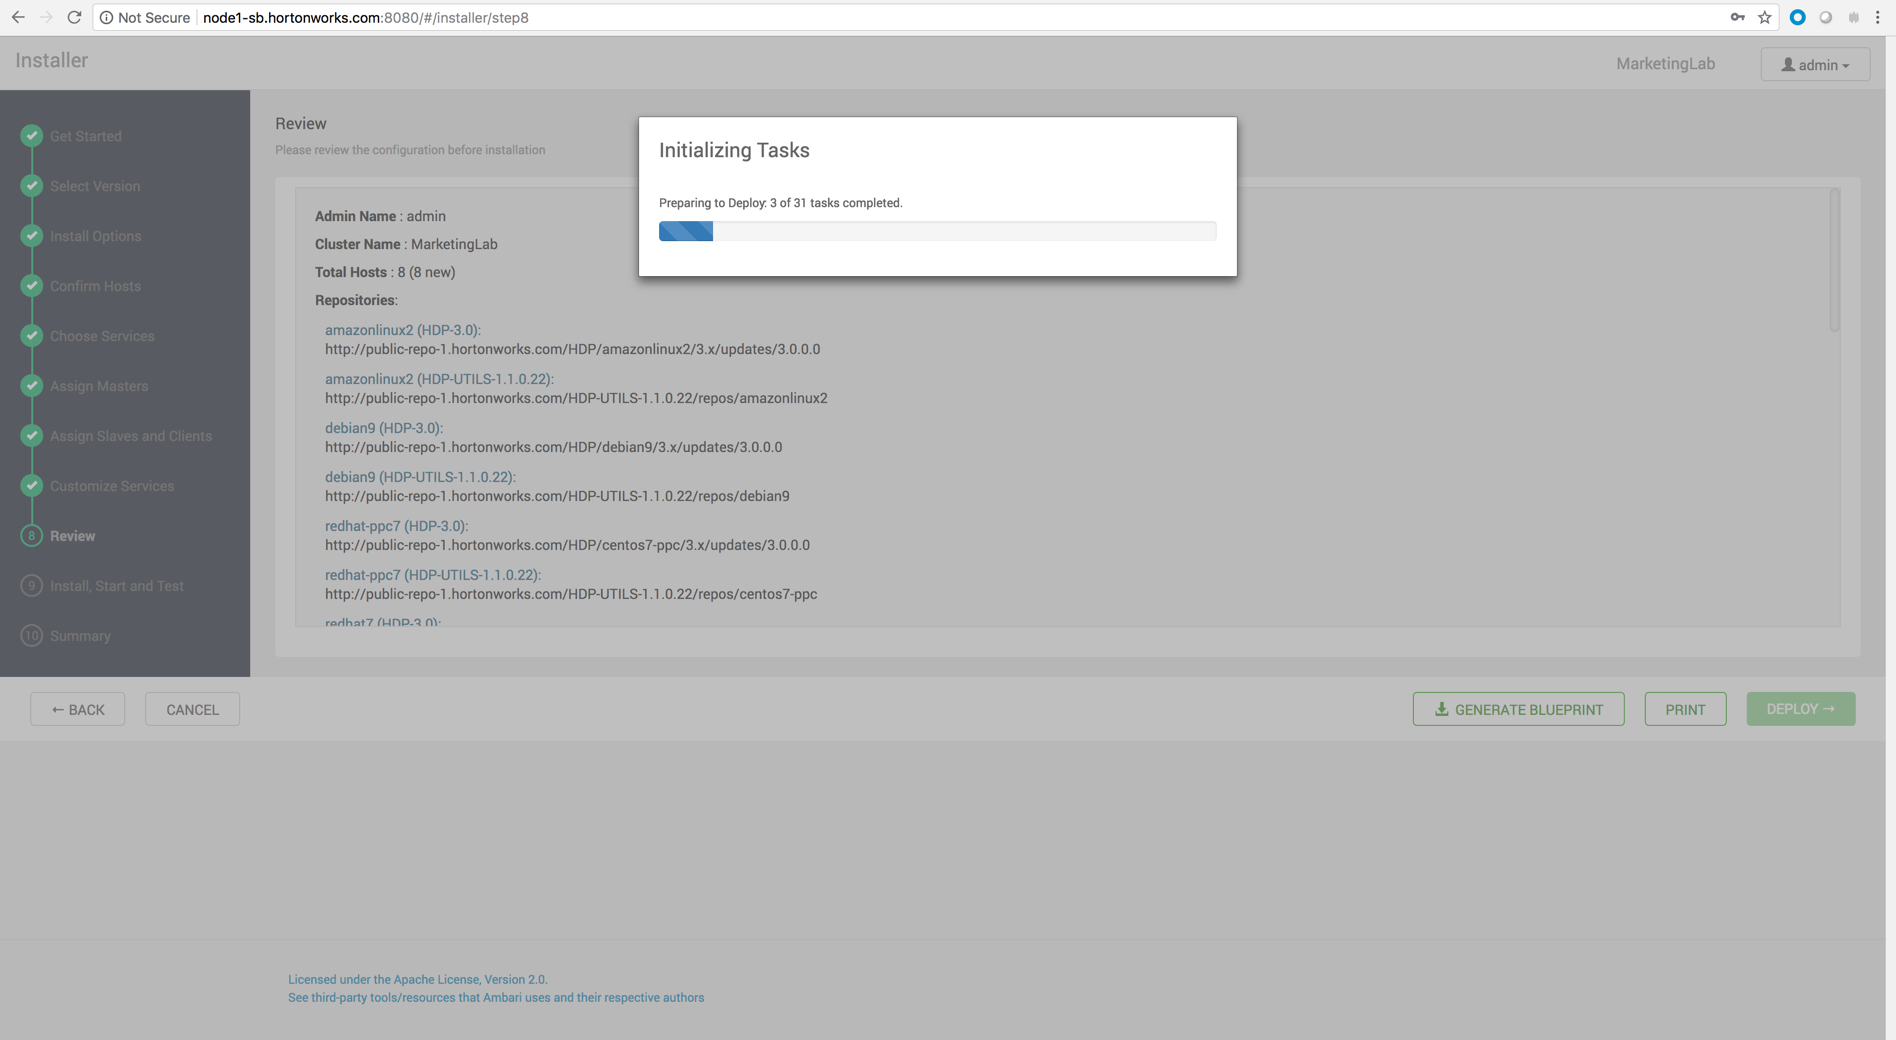 Not Secure node1-sb.hortonworks.com:8080/#/installer/step8
Installer
MarketingLab
admin
Get Started
Select Version
Install Options
Confirm Hosts
Choose Services
Assign Masters
Assign Slaves and Clients
Customize Services
8 Review
9 Install, Start and Test
10 Summary
Review
Please review the configuration before installation
Initializing Tasks
Preparing to Deploy: 3 of 31 tasks completed.
Admin Name : admin
Cluster Name : MarketingLab
Total Hosts : 8 (8 new)
Repositories:
amazonlinux2 (HDP-3.0):
http://public-repo-1.hortonworks.com/HDP/amazonlinux2/3.x/updates/3.0.0.0
amazonlinux2 (HDP-UTILS-1.1.0.22):
http://public-repo-1.hortonworks.com/HDP-UTILS-1.1.0.22/repos/amazonlinux2
debian9 (HDP-3.0):
http://public-repo-1.hortonworks.com/HDP/debian9/3.x/updates/3.0.0.0
debian9 (HDP-UTILS-1.1.0.22):
http://public-repo-1.hortonworks.com/HDP-UTILS-1.1.0.22/repos/debian9
redhat-ppc7 (HDP-3.0):
http://public-repo-1.hortonworks.com/HDP/centos7-ppc/3.x/updates/3.0.0.0
redhat-ppc7 (HDP-UTILS-1.1.0.22):
http://public-repo-1.hortonworks.com/HDP-UTILS-1.1.0.22/repos/centos7-ppc
redhat7 (HDP-3.0):
← BACK
CANCEL
GENERATE BLUEPRINT
PRINT
DEPLOY →
Licensed under the Apache License, Version 2.0.
See third-party tools/resources that Ambari uses and their respective authors